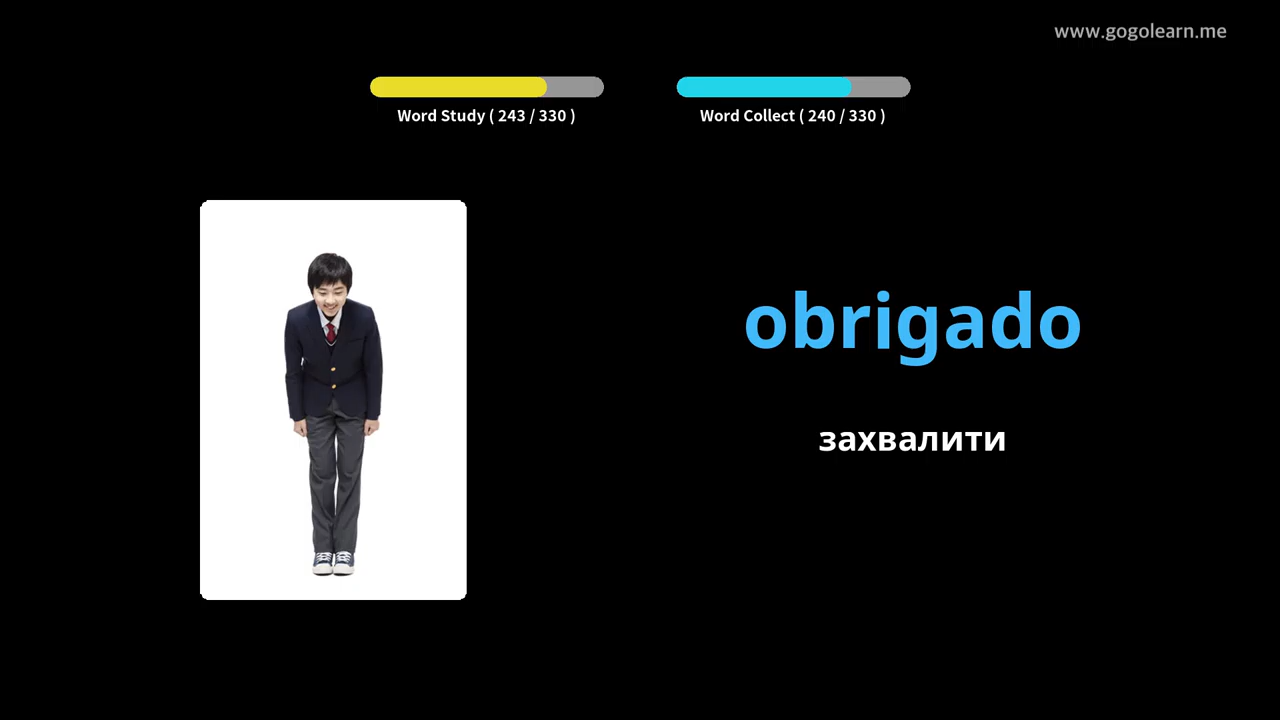 www.gogolearn.me
Word Study ( 243 / 330 )
Word Collect ( 240 / 330 )
obrigado
захвалити